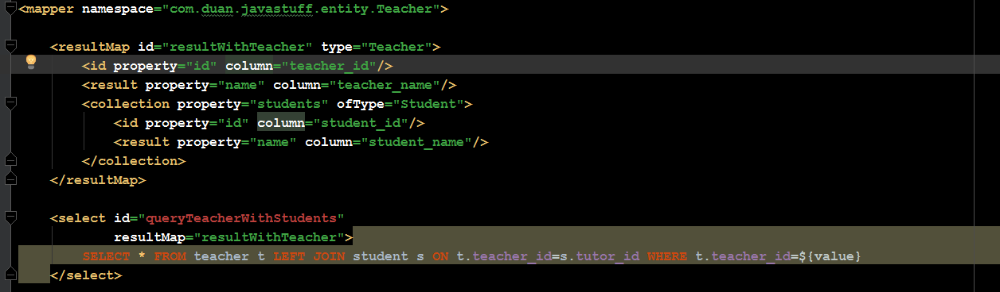 <mapper namespace="com.duan.javastuff.entity.Teacher">
<resultMap id="resultWithTeacher" type="Teacher">
<id property="id" column="teacher_id"/>
<result property="name" column="teacher_name"/>
<collection property="students" ofType="Student">
<id property="id" column="student_id"/>
<result property="name" column="student_name"/>
</collection>
</resultMap>
<select id="queryTeacherWithStudents"
resultMap="resultWithTeacher">
SELECT * FROM teacher t LEFT JOIN student s ON t.teacher_id=s.tutor_id WHERE t.teacher_id=${value}
</select>